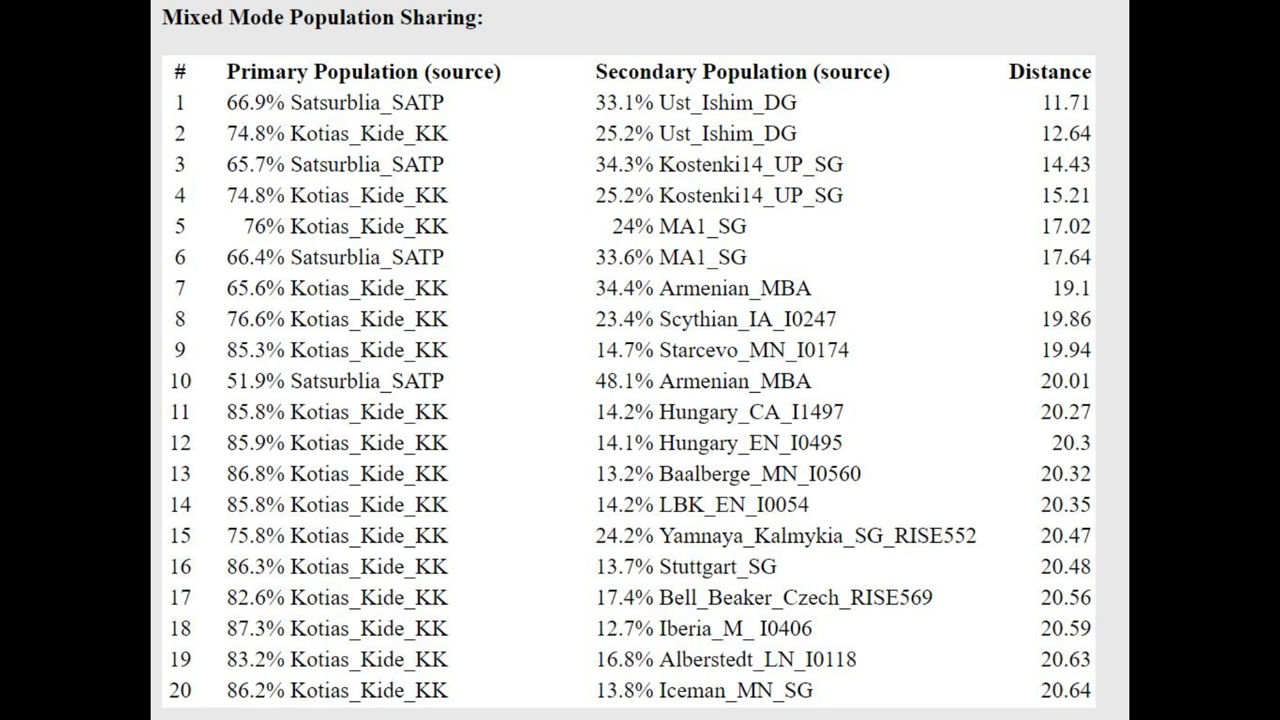 Mixed Mode Population Sharing:
# Primary Population (source) Secondary Population (source) Distance
1 66.9% Satsurblia_SATP 33.1% Ust_Ishim_DG 11.71
2 74.8% Kotias_Kide_KK 25.2% Ust_Ishim_DG 12.64
3 65.7% Satsurblia_SATP 34.3% Kostenki14_UP_SG 14.43
4 74.8% Kotias_Kide_KK 25.2% Kostenki14_UP_SG 15.21
5 76% Kotias_Kide_KK 24% MA1_SG 17.02
6 66.4% Satsurblia_SATP 33.6% MA1_SG 17.64
7 65.6% Kotias_Kide_KK 34.4% Armenian_MBA 19.1
8 76.6% Kotias_Kide_KK 23.4% Scythian_IA_I0247 19.86
9 85.3% Kotias_Kide_KK 14.7% Starcevo_MN_I0174 19.94
10 51.9% Satsurblia_SATP 48.1% Armenian_MBA 20.01
11 85.8% Kotias_Kide_KK 14.2% Hungary_CA_I1497 20.27
12 85.9% Kotias_Kide_KK 14.1% Hungary_EN_I0495 20.3
13 86.8% Kotias_Kide_KK 13.2% Baalberge_MN_I0560 20.32
14 85.8% Kotias_Kide_KK 14.2% LBK_EN_I0054 20.35
15 75.8% Kotias_Kide_KK 24.2% Yamnaya_Kalmykia_SG_RISE552 20.47
16 86.3% Kotias_Kide_KK 13.7% Stuttgart_SG 20.48
17 82.6% Kotias_Kide_KK 17.4% Bell_Beaker_Czech_RISE569 20.56
18 87.3% Kotias_Kide_KK 12.7% Iberia_M_ I0406 20.59
19 83.2% Kotias_Kide_KK 16.8% Alberstedt_LN_I0118 20.63
20 86.2% Kotias_Kide_KK 13.8% Iceman_MN_SG 20.64